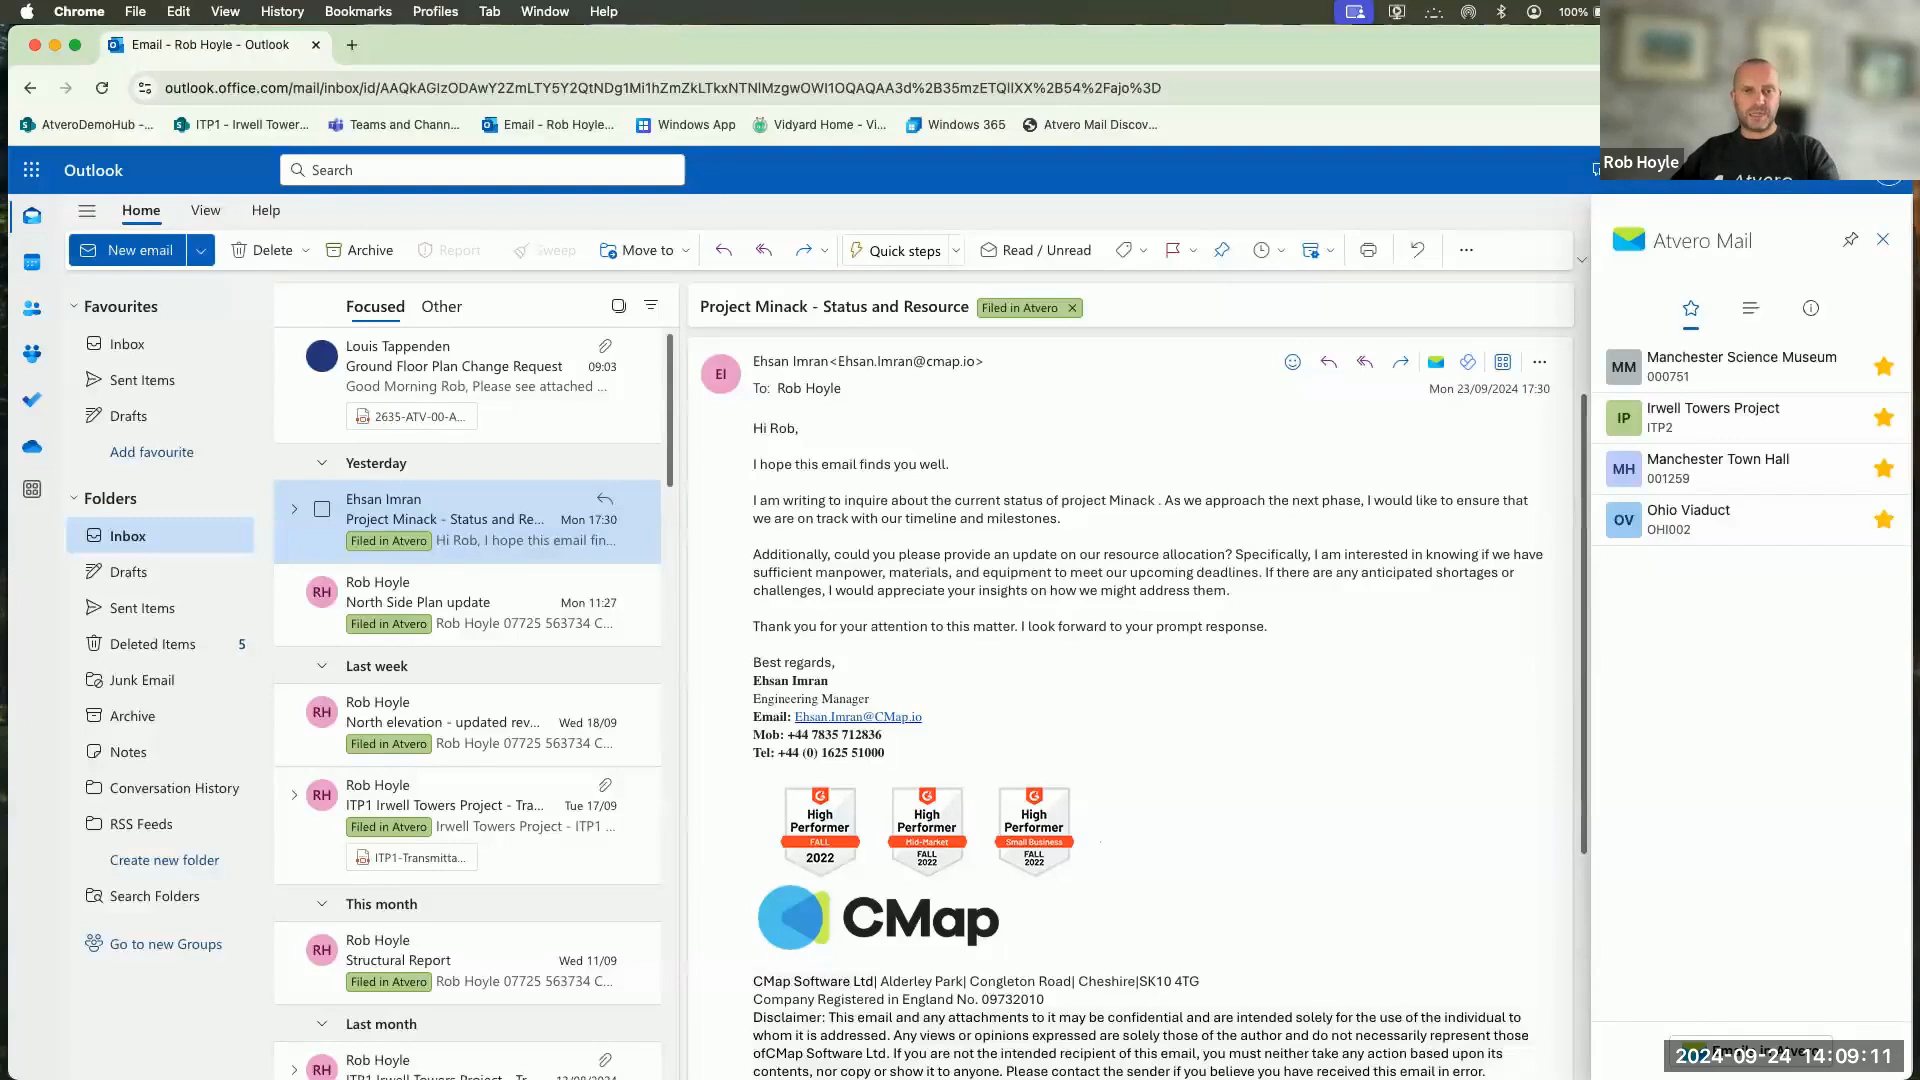 Chrome File Edit View History Bookmarks Profiles Tab Window Help 100%
Email - Rob Hoyle - Outlook
outlook.office.com/mail/inbox/id/AAQkAGIzODAwY2ZmLTY5Y2QtNDg1Mi1hZmZkLTkxNTNlMzgwOWI1OQAQAA3d%2B35mzETQlIXX%2B54%2Fajo%3D
AtveroDemoHub -... ITP1 - Irwell Tower... Teams and Chann... Email - Rob Hoyle... Windows App Vidyard Home - Vi... Windows 365 Atvero Mail Discov...
Rob Hoyle
Outlook
Search
Home View Help
New email Delete Archive Report Sweep Move to Quick steps Read / Unread
Favourites
Inbox
Sent Items
Drafts
Add favourite
Folders
Inbox
Drafts
Sent Items
Deleted Items 5
Junk Email
Archive
Notes
Conversation History
RSS Feeds
Create new folder
Search Folders
Go to new Groups
Focused Other
Louis Tappenden
Ground Floor Plan Change Request 09:03
Good Morning Rob, Please see attached ...
2635-ATV-00-A...
Yesterday
Ehsan Imran
Project Minack - Status and Re... Mon 17:30
Filed in Atvero Hi Rob, I hope this email fin...
RH
Rob Hoyle
North Side Plan update Mon 11:27
Filed in Atvero Rob Hoyle 07725 563734 C...
Last week
RH
Rob Hoyle
North elevation - updated rev... Wed 18/09
Filed in Atvero Rob Hoyle 07725 563734 C...
RH
Rob Hoyle
ITP1 Irwell Towers Project - Tra... Tue 17/09
Filed in Atvero Irwell Towers Project - ITP1 ...
ITP1-Transmitta...
This month
RH
Rob Hoyle
Structural Report Wed 11/09
Filed in Atvero Rob Hoyle 07725 563734 C...
Last month
RH
Rob Hoyle
Project Minack - Status and Resource Filed in Atvero
EI
Ehsan Imran<Ehsan.Imran@cmap.io>
To: Rob Hoyle
Mon 23/09/2024 17:30
Hi Rob,
I hope this email finds you well.
I am writing to inquire about the current status of project Minack . As we approach the next phase, I would like to ensure that
we are on track with our timeline and milestones.
Additionally, could you please provide an update on our resource allocation? Specifically, I am interested in knowing if we have
sufficient manpower, materials, and equipment to meet our upcoming deadlines. If there are any anticipated shortages or
challenges, I would appreciate your insights on how we might address them.
Thank you for your attention to this matter. I look forward to your prompt response.
Best regards,
Ehsan Imran
Engineering Manager
Email: Ehsan.Imran@CMap.io
Mob: +44 7835 712836
Tel: +44 (0) 1625 51000
High Performer FALL 2022
High Performer Mid-Market FALL 2022
High Performer Small Business FALL 2022
CMap
CMap Software Ltd| Alderley Park| Congleton Road| Cheshire|SK10 4TG
Company Registered in England No. 09732010
Disclaimer: This email and any attachments to it may be confidential and are intended solely for the use of the individual to
whom it is addressed. Any views or opinions expressed are solely those of the author and do not necessarily represent those
ofCMap Software Ltd. If you are not the intended recipient of this email, you must neither take any action based upon its
contents, nor copy or show it to anyone. Please contact the sender if you believe you have received this email in error.
Atvero Mail
MM
Manchester Science Museum
000751
IP
Irwell Towers Project
ITP2
MH
Manchester Town Hall
001259
OV
Ohio Viaduct
OHI002
2024-09-24 14:09:11